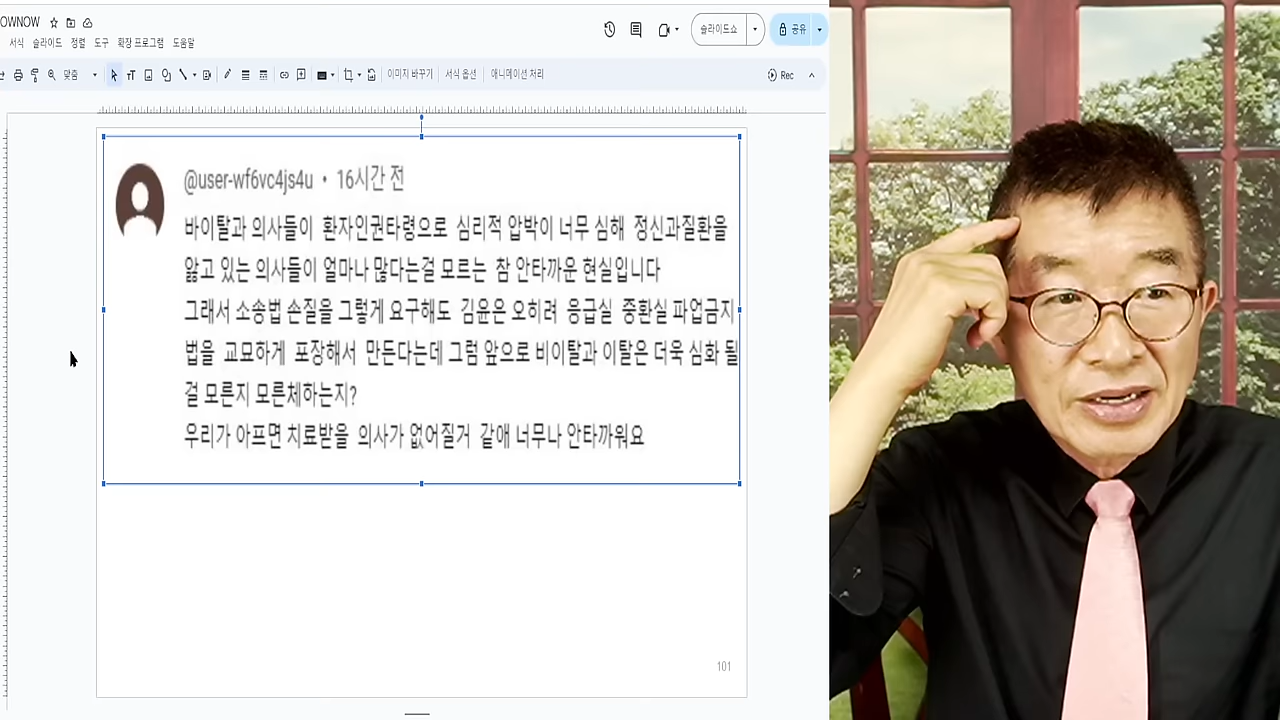 OWNOW
슬라이드쇼
공유
서식 슬라이드 정렬 도구 확장 프로그램 도움말
맞춤
이미지 바꾸기 서식 옵션 애니메이션 처리
Rec
@user-wf6vc4js4u • 16시간 전
바이탈과 의사들이 환자인권타령으로 심리적 압박이 너무 심해 정신과질환을
앓고 있는 의사들이 얼마나 많다는걸 모르는 참 안타까운 현실입니다
그래서 소송법 손질을 그렇게 요구해도 김윤은 오히려 응급실 중환실 파업금지
법을 교묘하게 포장해서 만든다는데 그럼 앞으로 비이탈과 이탈은 더욱 심화 될
걸 모른지 모른체하는지?
우리가 아프면 치료받을 의사가 없어질거 같애 너무나 안타까워요
101